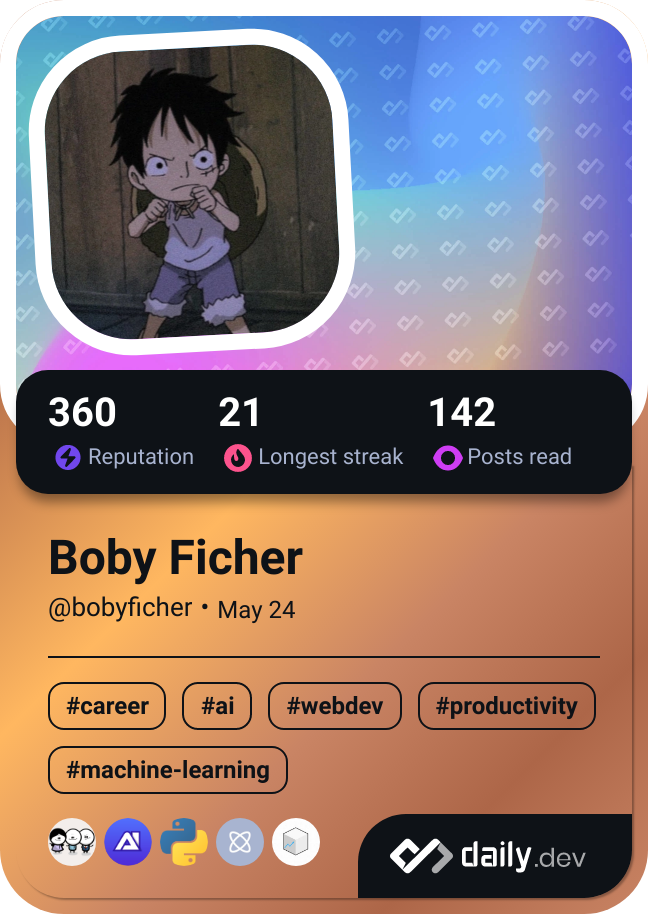 360 21 142
Reputation Longest streak Posts read
Boby Ficher
@bobyficher • May 24
#career #ai #webdev #productivity
#machine-learning
daily.dev